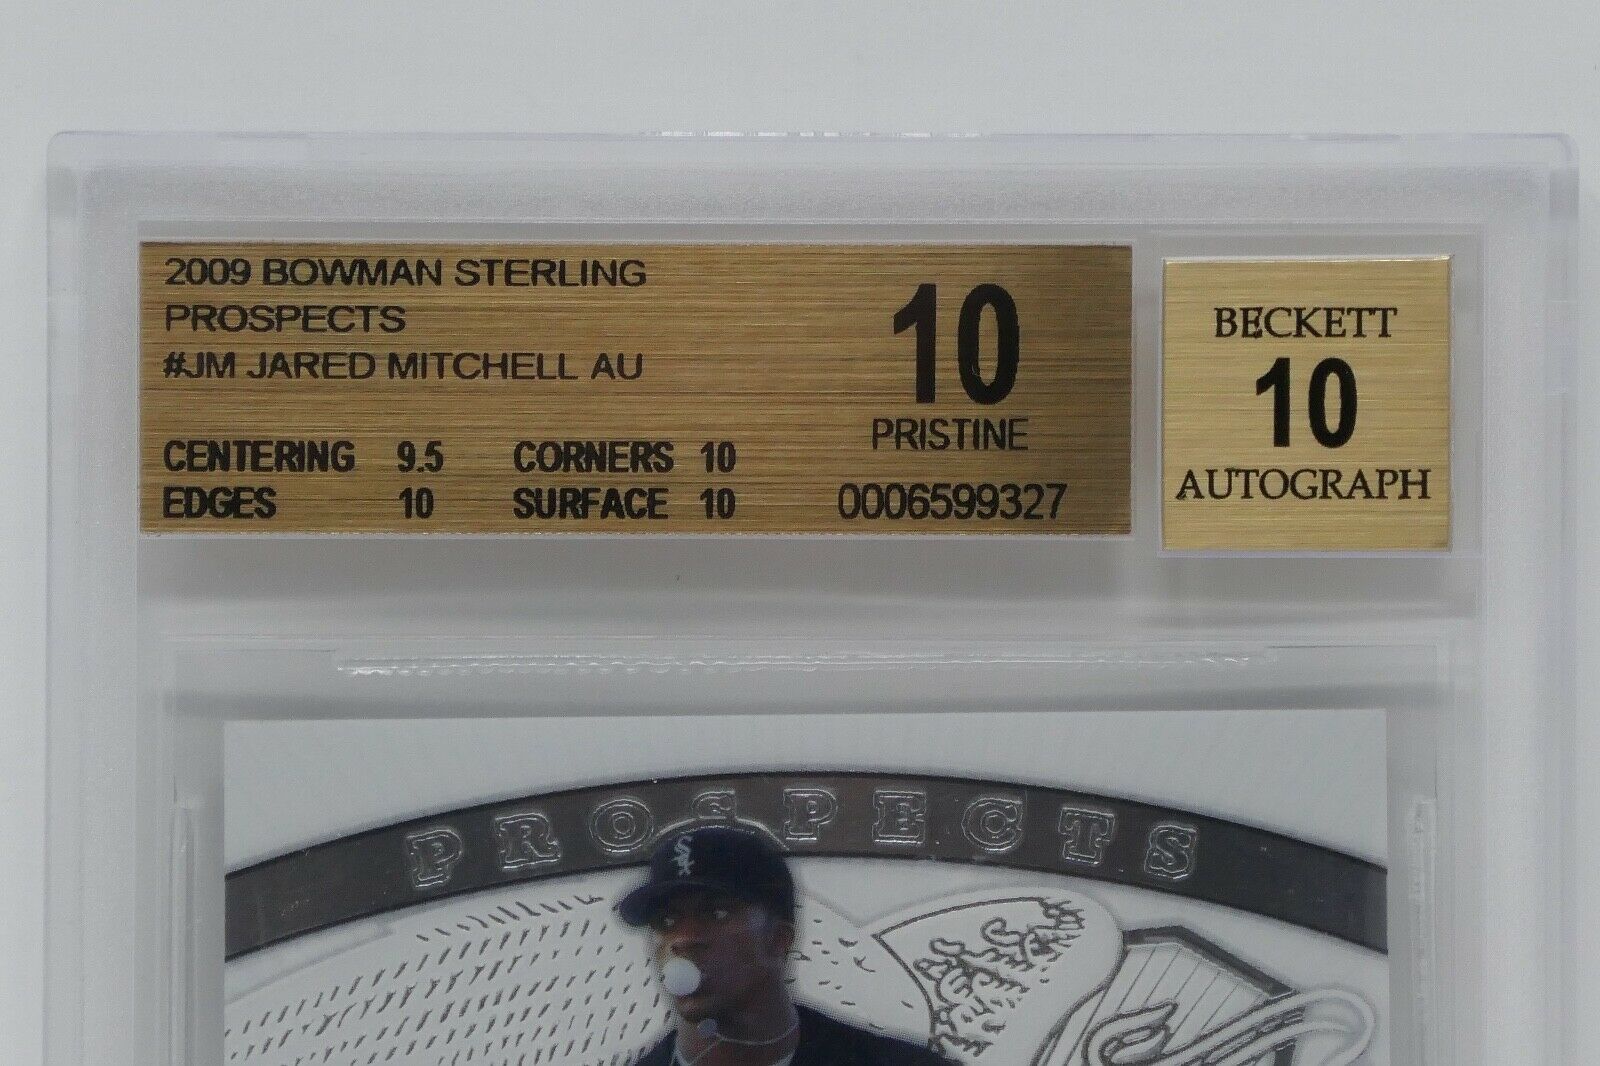 2009 BOWMAN STERLING
PROSPECTS
#JM JARED MITCHELL AU
10
PRISTINE
CENTERING 9.5 CORNERS 10
EDGES 10 SURFACE 10
0006599327
BECKETT
10
AUTOGRAPH
PROSPECTS
SOX